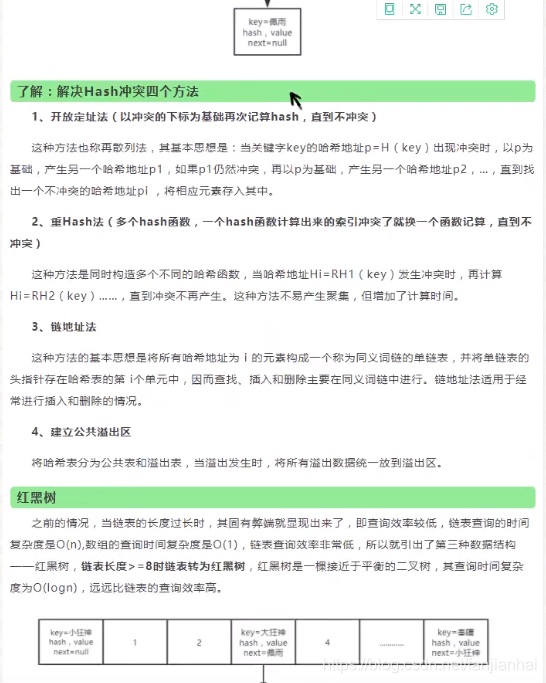 key=佩雨
hash, value
next=null
了解：解决Hash冲突四个方法
1、开放定址法（以冲突的下标为基础再次计算hash，直到不冲突）
这种方法也称再散列法，其基本思想是：当关键字key的哈希地址p=H（key）出现冲突时，以p为
基础，产生另一个哈希地址p1，如果p1仍然冲突，再以p为基础，产生另一个哈希地址p2，…，直到找
出一个不冲突的哈希地址pi ，将相应元素存入其中。
2、重Hash法（多个hash函数，一个hash函数计算出来的索引冲突了就换一个函数记算，直到不
冲突）
这种方法是同时构造多个不同的哈希函数，当哈希地址Hi=RH1（key）发生冲突时，再计算
Hi=RH2（key）……，直到冲突不再产生。这种方法不易产生聚集，但增加了计算时间。
3、链地址法
这种方法的基本思想是将所有哈希地址为 i 的元素构成一个称为同义词链的单链表，并将单链表的
头指针存在哈希表的第 i个单元中，因而查找、插入和删除主要在同义词链中进行。链地址法适用于经
常进行插入和删除的情况。
4、建立公共溢出区
将哈希表分为公共表和溢出表，当溢出发生时，将所有溢出数据统一放到溢出区。
红黑树
之前的情况，当链表的长度过长时，其固有弊端就显现出来了，即查询效率较低，链表查询的时间
复杂度是O(n),数组的查询时间复杂度是O(1)，链表查询效率非常低，所以就引出了第三种数据结构
——红黑树，链表长度>=8时链表转为红黑树，红黑树是一棵接近于平衡的二叉树，其查询时间复杂
度为O(logn)，远远比链表的查询效率高。
key=小狂神
hash, value
next=null
1
2
key=大狂神
hash, value
next=佩雨
4
............
key=秦疆
hash, value
next=小狂神